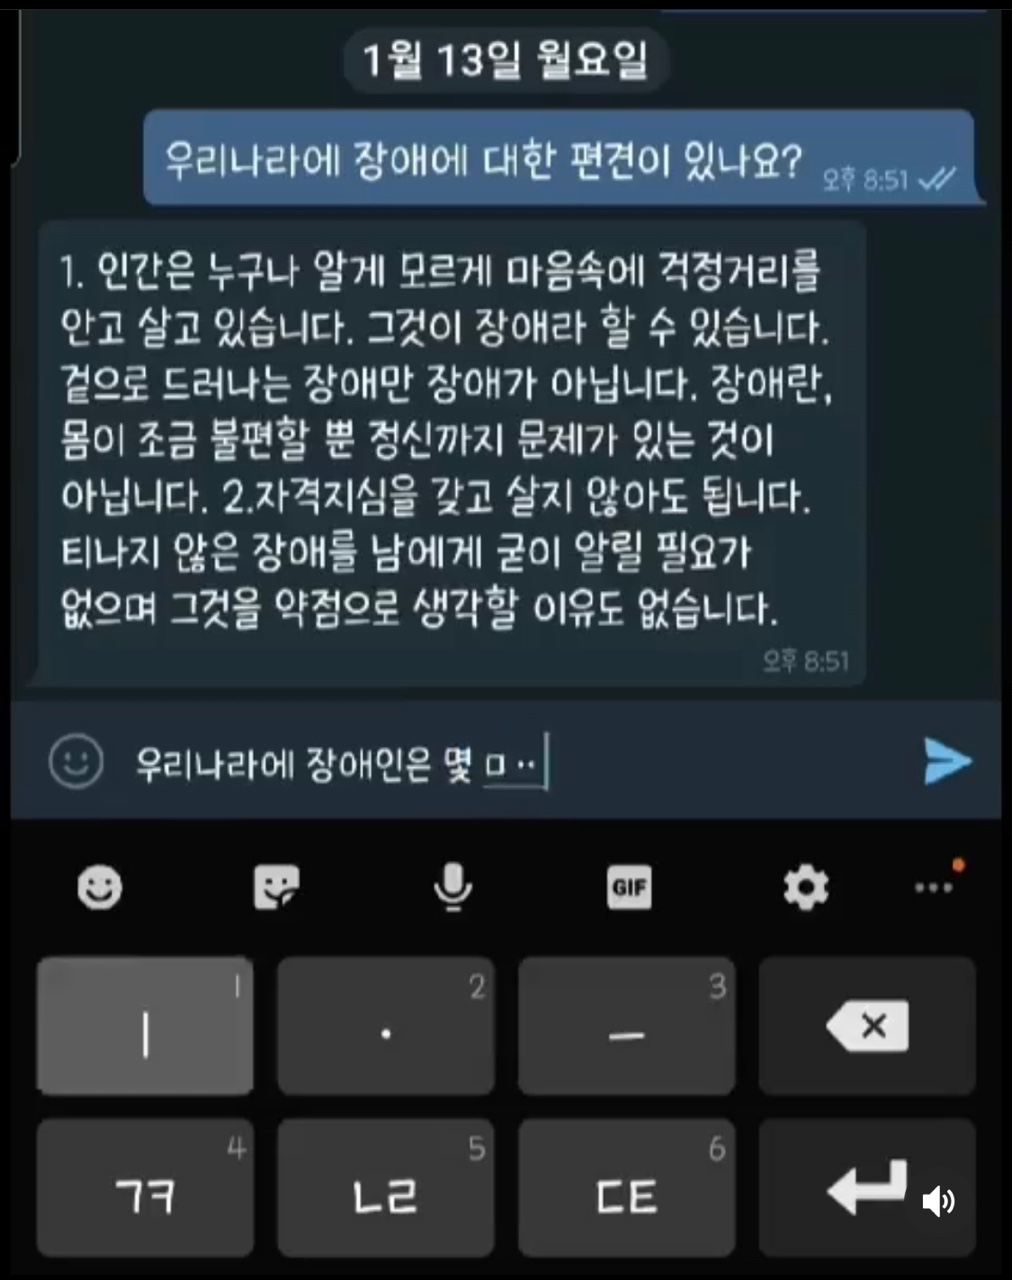 1월 13일 월요일
우리나라에 장애에 대한 편견이 있나요?
오후 8:51
1. 인간은 누구나 알게 모르게 마음속에 걱정거리를
안고 살고 있습니다. 그것이 장애라 할 수 있습니다.
겉으로 드러나는 장애만 장애가 아닙니다. 장애란,
몸이 조금 불편할 뿐 정신까지 문제가 있는 것이
아닙니다. 2.자격지심을 갖고 살지 않아도 됩니다.
티나지 않은 장애를 남에게 굳이 알릴 필요가
없으며 그것을 약점으로 생각할 이유도 없습니다.
오후 8:51
우리나라에 장애인은 몇 ㅁᆢ
GIF
ㅣ 1
ㆍ 2
ㅡ 3
ㄱㅋ 4
ㄴㄹ 5
ㄷㅌ 6